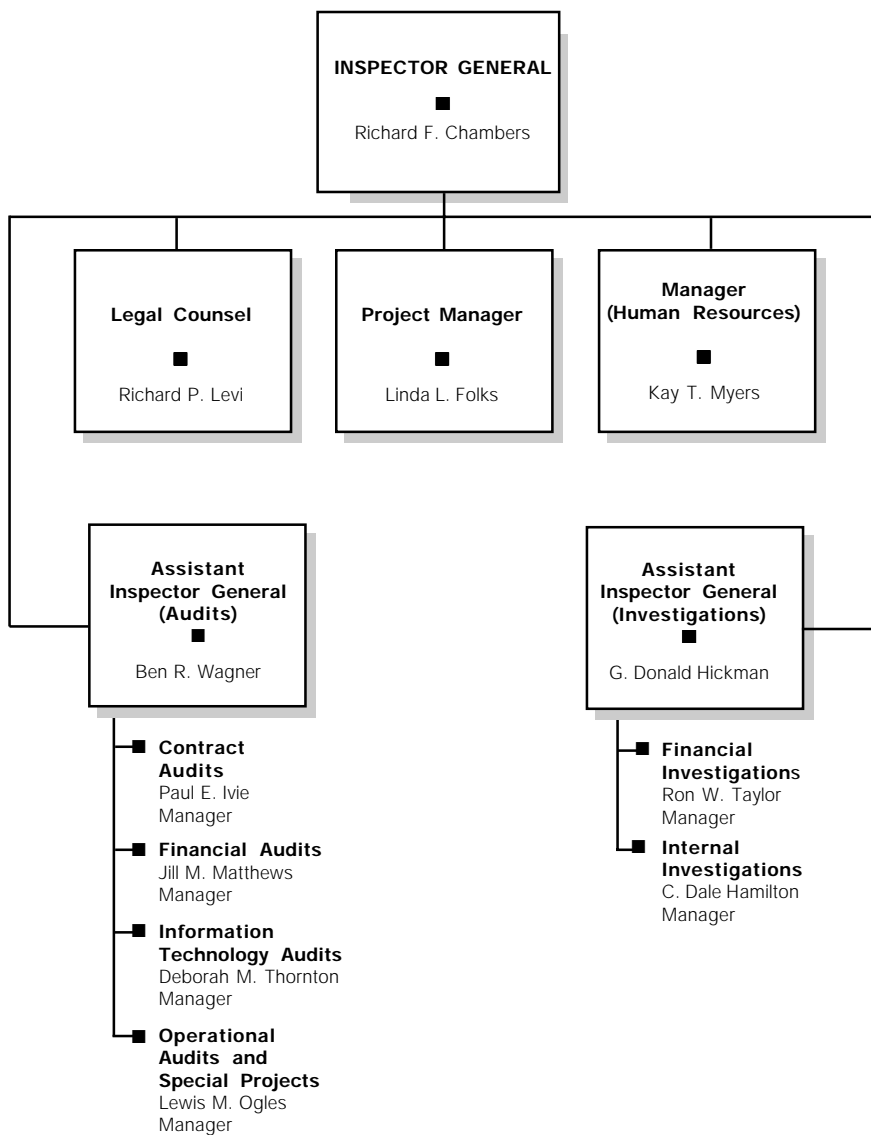 INSPECTOR GENERAL
■
Richard F. Chambers
Legal Counsel
■
Richard P. Levi
Project Manager
■
Linda L. Folks
Manager
(Human Resources)
■
Kay T. Myers
Assistant
Inspector General
(Audits)
■
Ben R. Wagner
■ Contract
Audits
Paul E. Ivie
Manager
■ Financial Audits
Jill M. Matthews
Manager
■ Information
Technology Audits
Deborah M. Thornton
Manager
■ Operational
Audits and
Special Projects
Lewis M. Ogles
Manager
Assistant
Inspector General
(Investigations)
■
G. Donald Hickman
■ Financial
Investigations
Ron W. Taylor
Manager
■ Internal
Investigations
C. Dale Hamilton
Manager